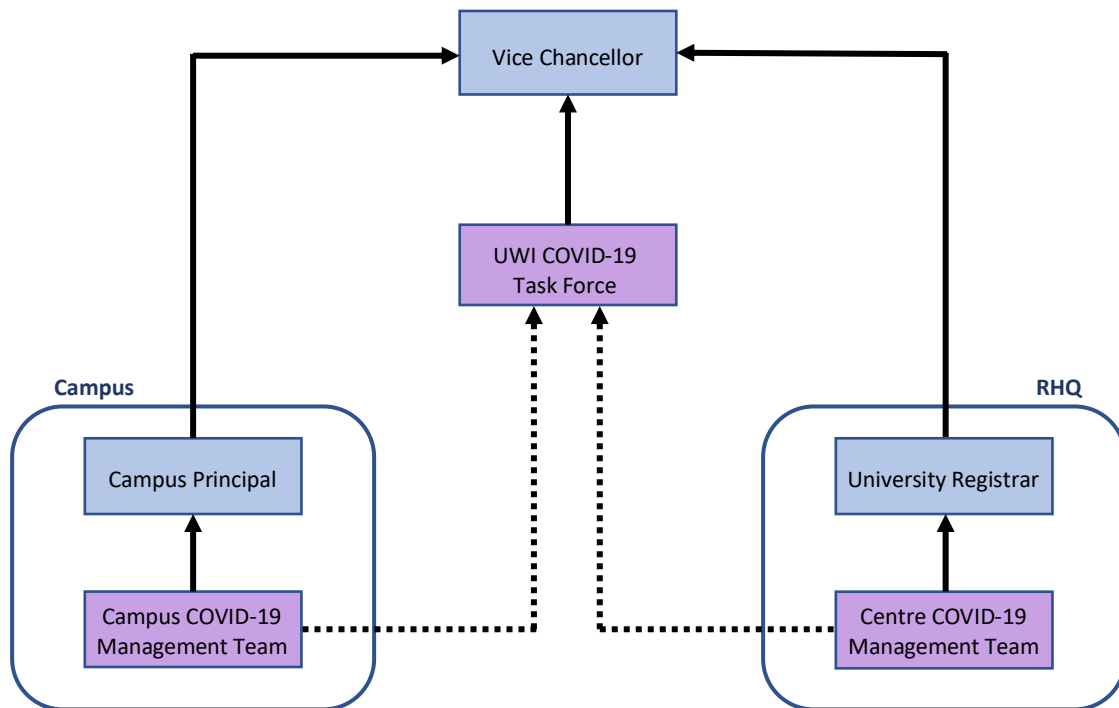 Vice Chancellor
UWI COVID-19
Task Force
Campus
RHQ
Campus Principal
University Registrar
Campus COVID-19
Management Team
Centre COVID-19
Management Team